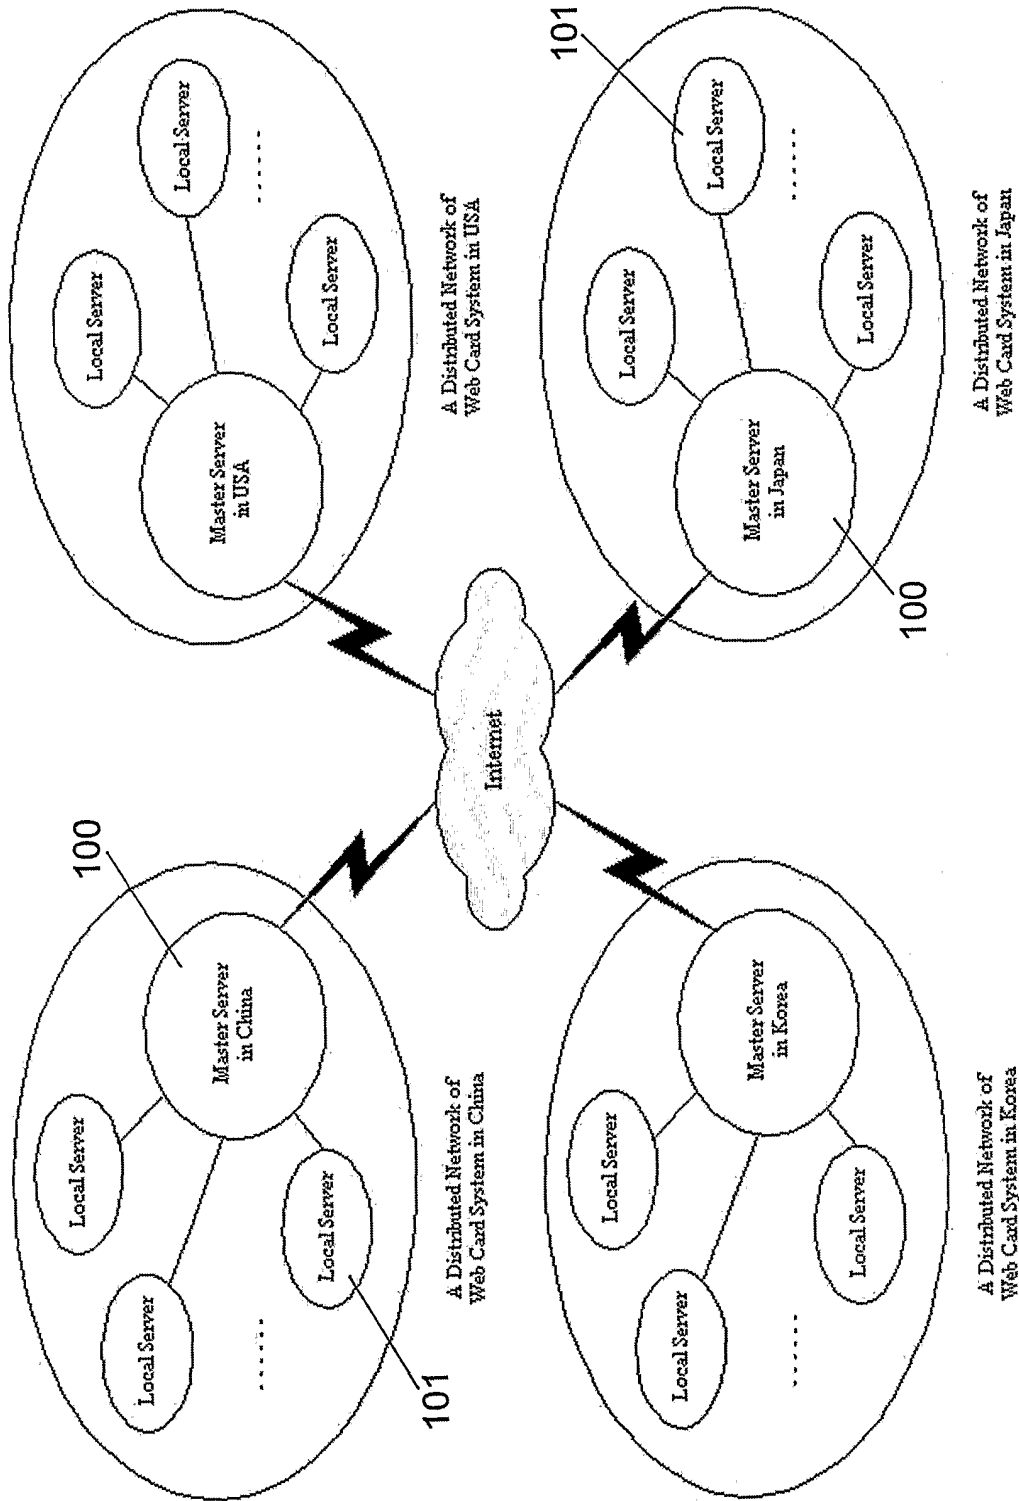 100
Master Server
in China
Local Server
Local Server
Local Server
......
101
A Distributed Network of
Web Card System in China
Master Server
in USA
Local Server
Local Server
Local Server
......
A Distributed Network of
Web Card System in USA
Internet
Master Server
in Korea
Local Server
Local Server
Local Server
......
A Distributed Network of
Web Card System in Korea
101
Master Server
in Japan
Local Server
Local Server
Local Server
......
100
A Distributed Network of
Web Card System in Japan